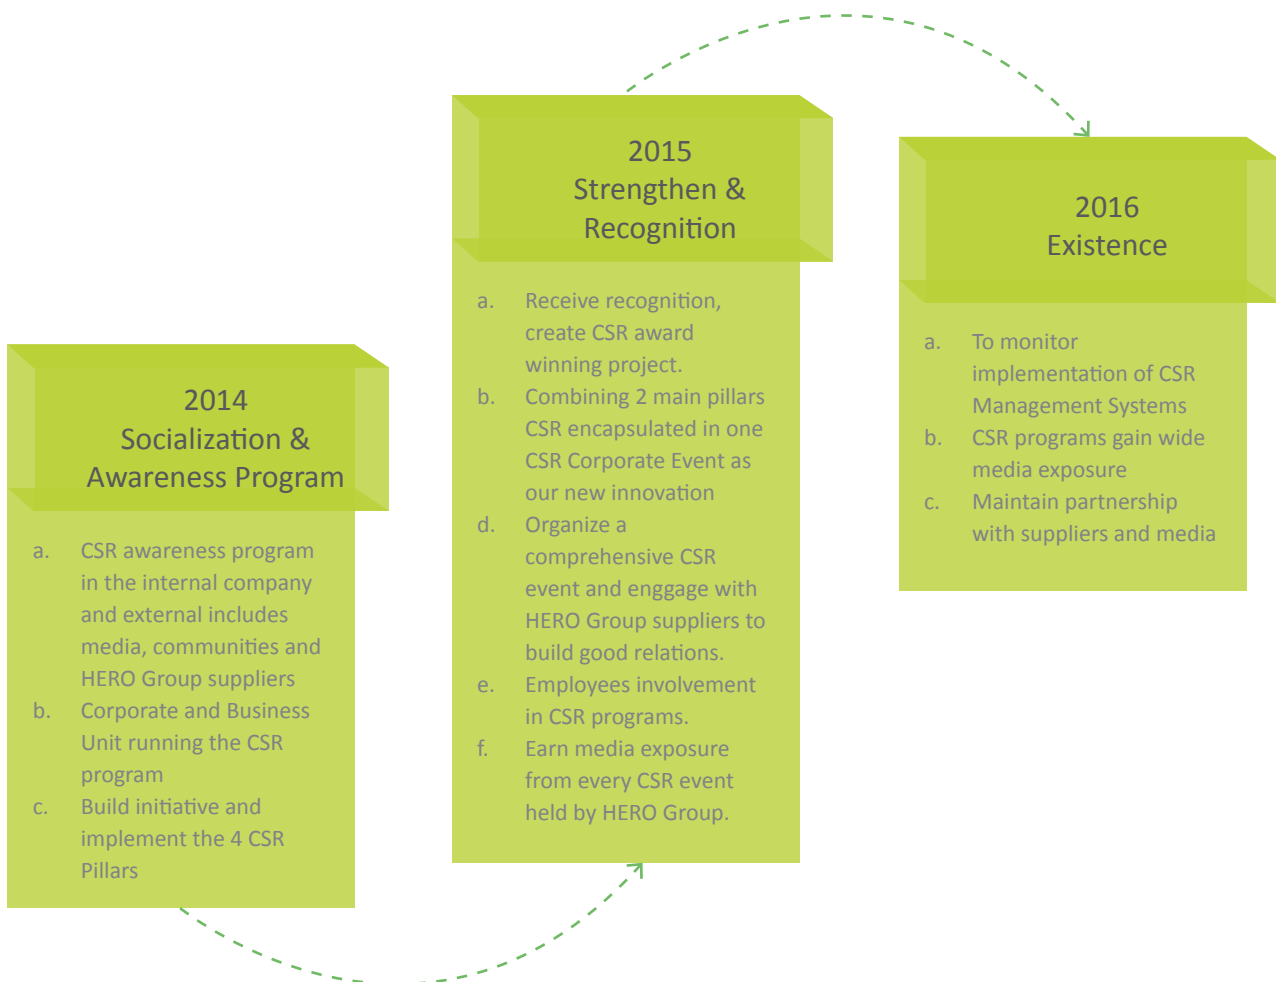 2014
Socialization &
Awareness Program
a. CSR awareness program
in the internal company
and external includes
media, communities and
HERO Group suppliers
b. Corporate and Business
Unit running the CSR
program
c. Build initiative and
implement the 4 CSR
Pillars
2015
Strengthen &
Recognition
a. Receive recognition,
create CSR award
winning project.
b. Combining 2 main pillars
CSR encapsulated in one
CSR Corporate Event as
our new innovation
d. Organize a
comprehensive CSR
event and enggage with
HERO Group suppliers to
build good relations.
e. Employees involvement
in CSR programs.
f. Earn media exposure
from every CSR event
held by HERO Group.
2016
Existence
a. To monitor
implementation of CSR
Management Systems
b. CSR programs gain wide
media exposure
c. Maintain partnership
with suppliers and media